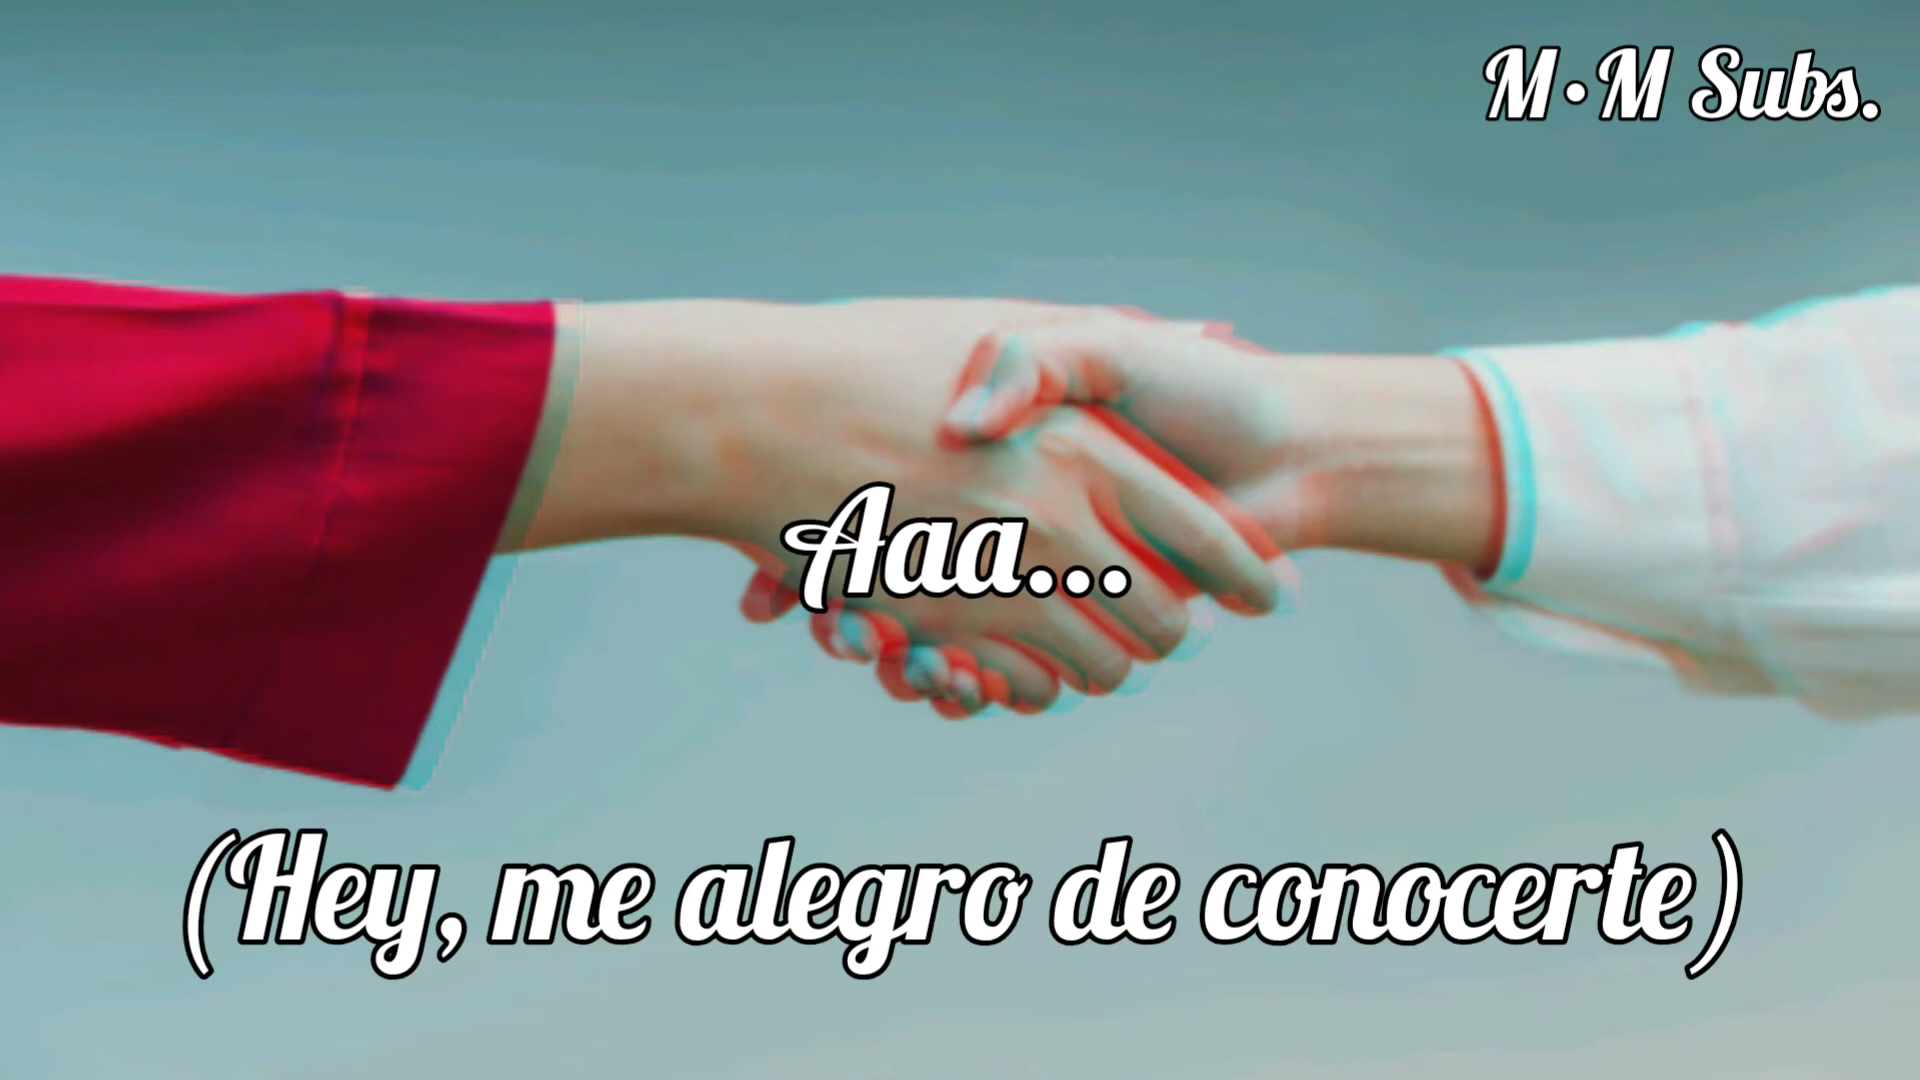 M•M Subs.
Aaa...
(Hey, me alegro de conocerte)